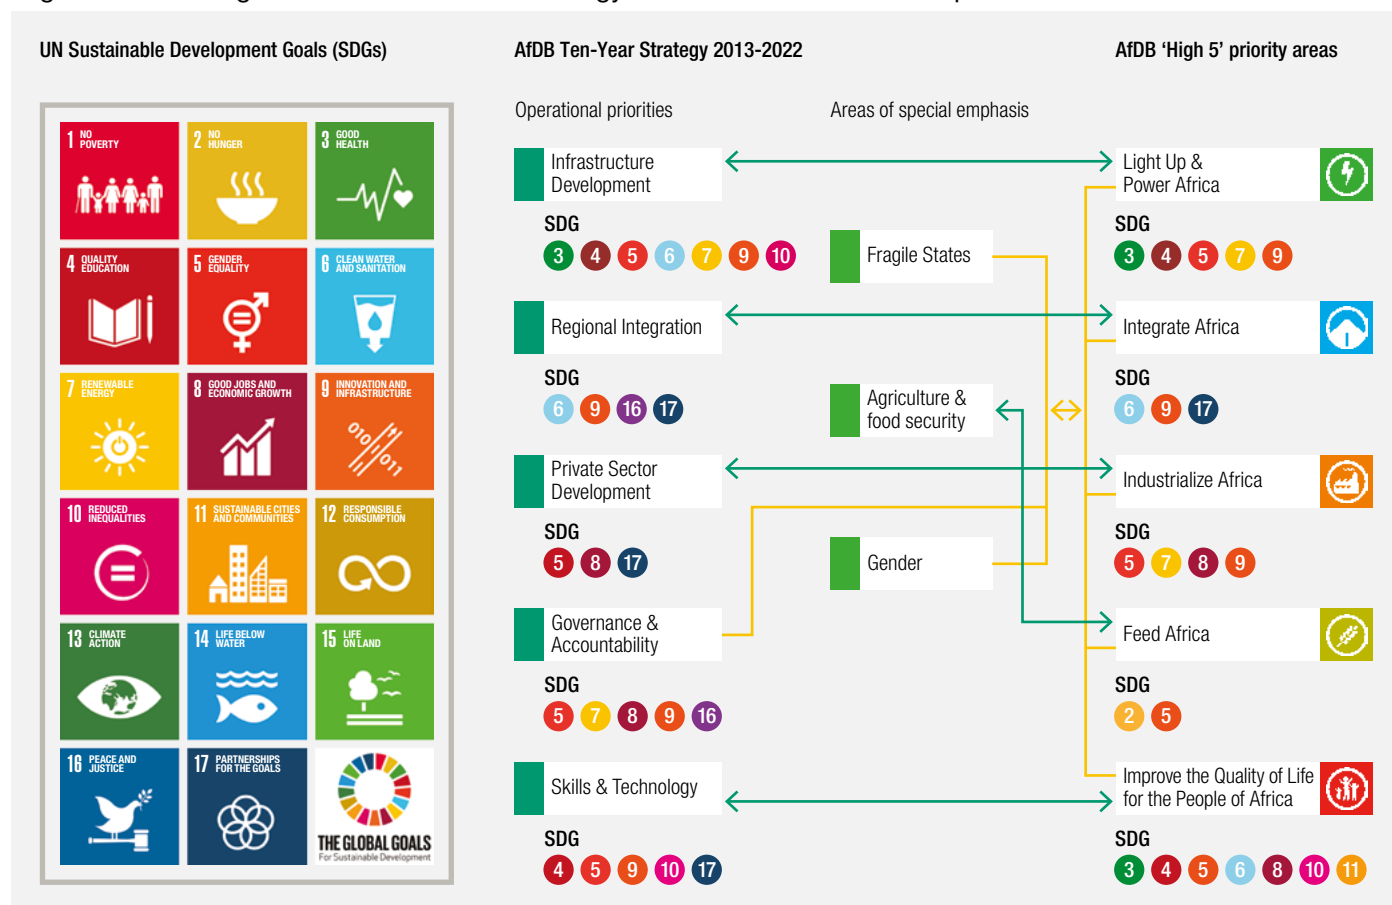 UN Sustainable Development Goals (SDGs)
AfDB Ten-Year Strategy 2013-2022
AfDB ‘High 5’ priority areas
1 NO
POVERTY
2 NO
HUNGER
3 GOOD
HEALTH
4 QUALITY
EDUCATION
5 GENDER
EQUALITY
6 CLEAN WATER
AND SANITATION
7 RENEWABLE
ENERGY
8 GOOD JOBS AND
ECONOMIC GROWTH
9 INNOVATION AND
INFRASTRUCTURE
010
011
10 REDUCED
INEQUALITIES
11 SUSTAINABLE CITIES
AND COMMUNITIES
12 RESPONSIBLE
CONSUMPTION
13 CLIMATE
ACTION
14 LIFE BELOW
WATER
15 LIFE
ON LAND
16 PEACE AND
JUSTICE
17 PARTNERSHIPS
FOR THE GOALS
THE GLOBAL GOALS
For Sustainable Development
Operational priorities
Infrastructure
Development
SDG
3 4 5 6 7 9 10
Regional Integration
SDG
6 9 16 17
Private Sector
Development
SDG
5 8 17
Governance &
Accountability
SDG
5 7 8 9 16
Skills & Technology
SDG
4 5 9 10 17
Areas of special emphasis
Fragile States
Agriculture &
food security
Gender
Light Up &
Power Africa
SDG
3 4 5 7 9
Integrate Africa
SDG
6 9 17
Industrialize Africa
SDG
5 7 8 9
Feed Africa
SDG
2 5
Improve the Quality of Life
for the People of Africa
SDG
3 4 5 6 8 10 11